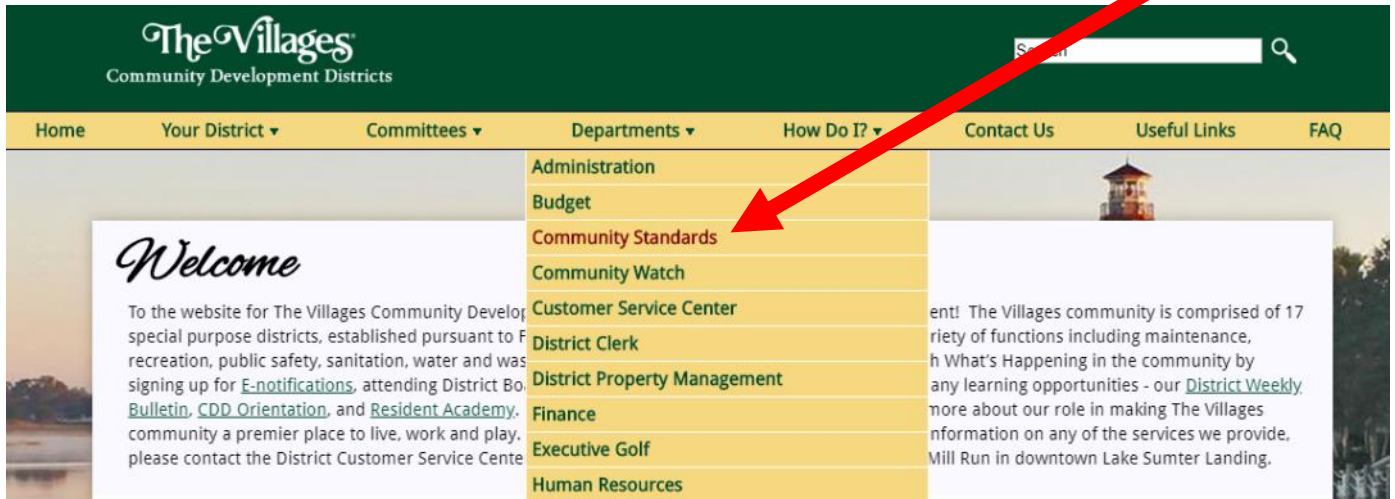 The Villages
Community Development Districts
Home Your District ▾ Committees ▾ Departments ▾ How Do I? ▾ Contact Us Useful Links FAQ
Administration
Budget
Community Standards
Community Watch
Customer Service Center
District Clerk
District Property Management
Finance
Executive Golf
Human Resources
Welcome
To the website for The Villages Community ent! The Villages community is comprised of 17
special purpose districts, established pursuant to riety of functions including maintenance,
recreation, public safety, sanitation, water and h What's Happening in the community by
signing up for E-notifications, attending District any learning opportunities - our District Weekly
Bulletin, CDD Orientation, and Resident Academy. more about our role in making The Villages
community a premier place to live, work and play, nformation on any of the services we provide,
please contact the District Customer Service Mill Run in downtown Lake Sumter Landing.